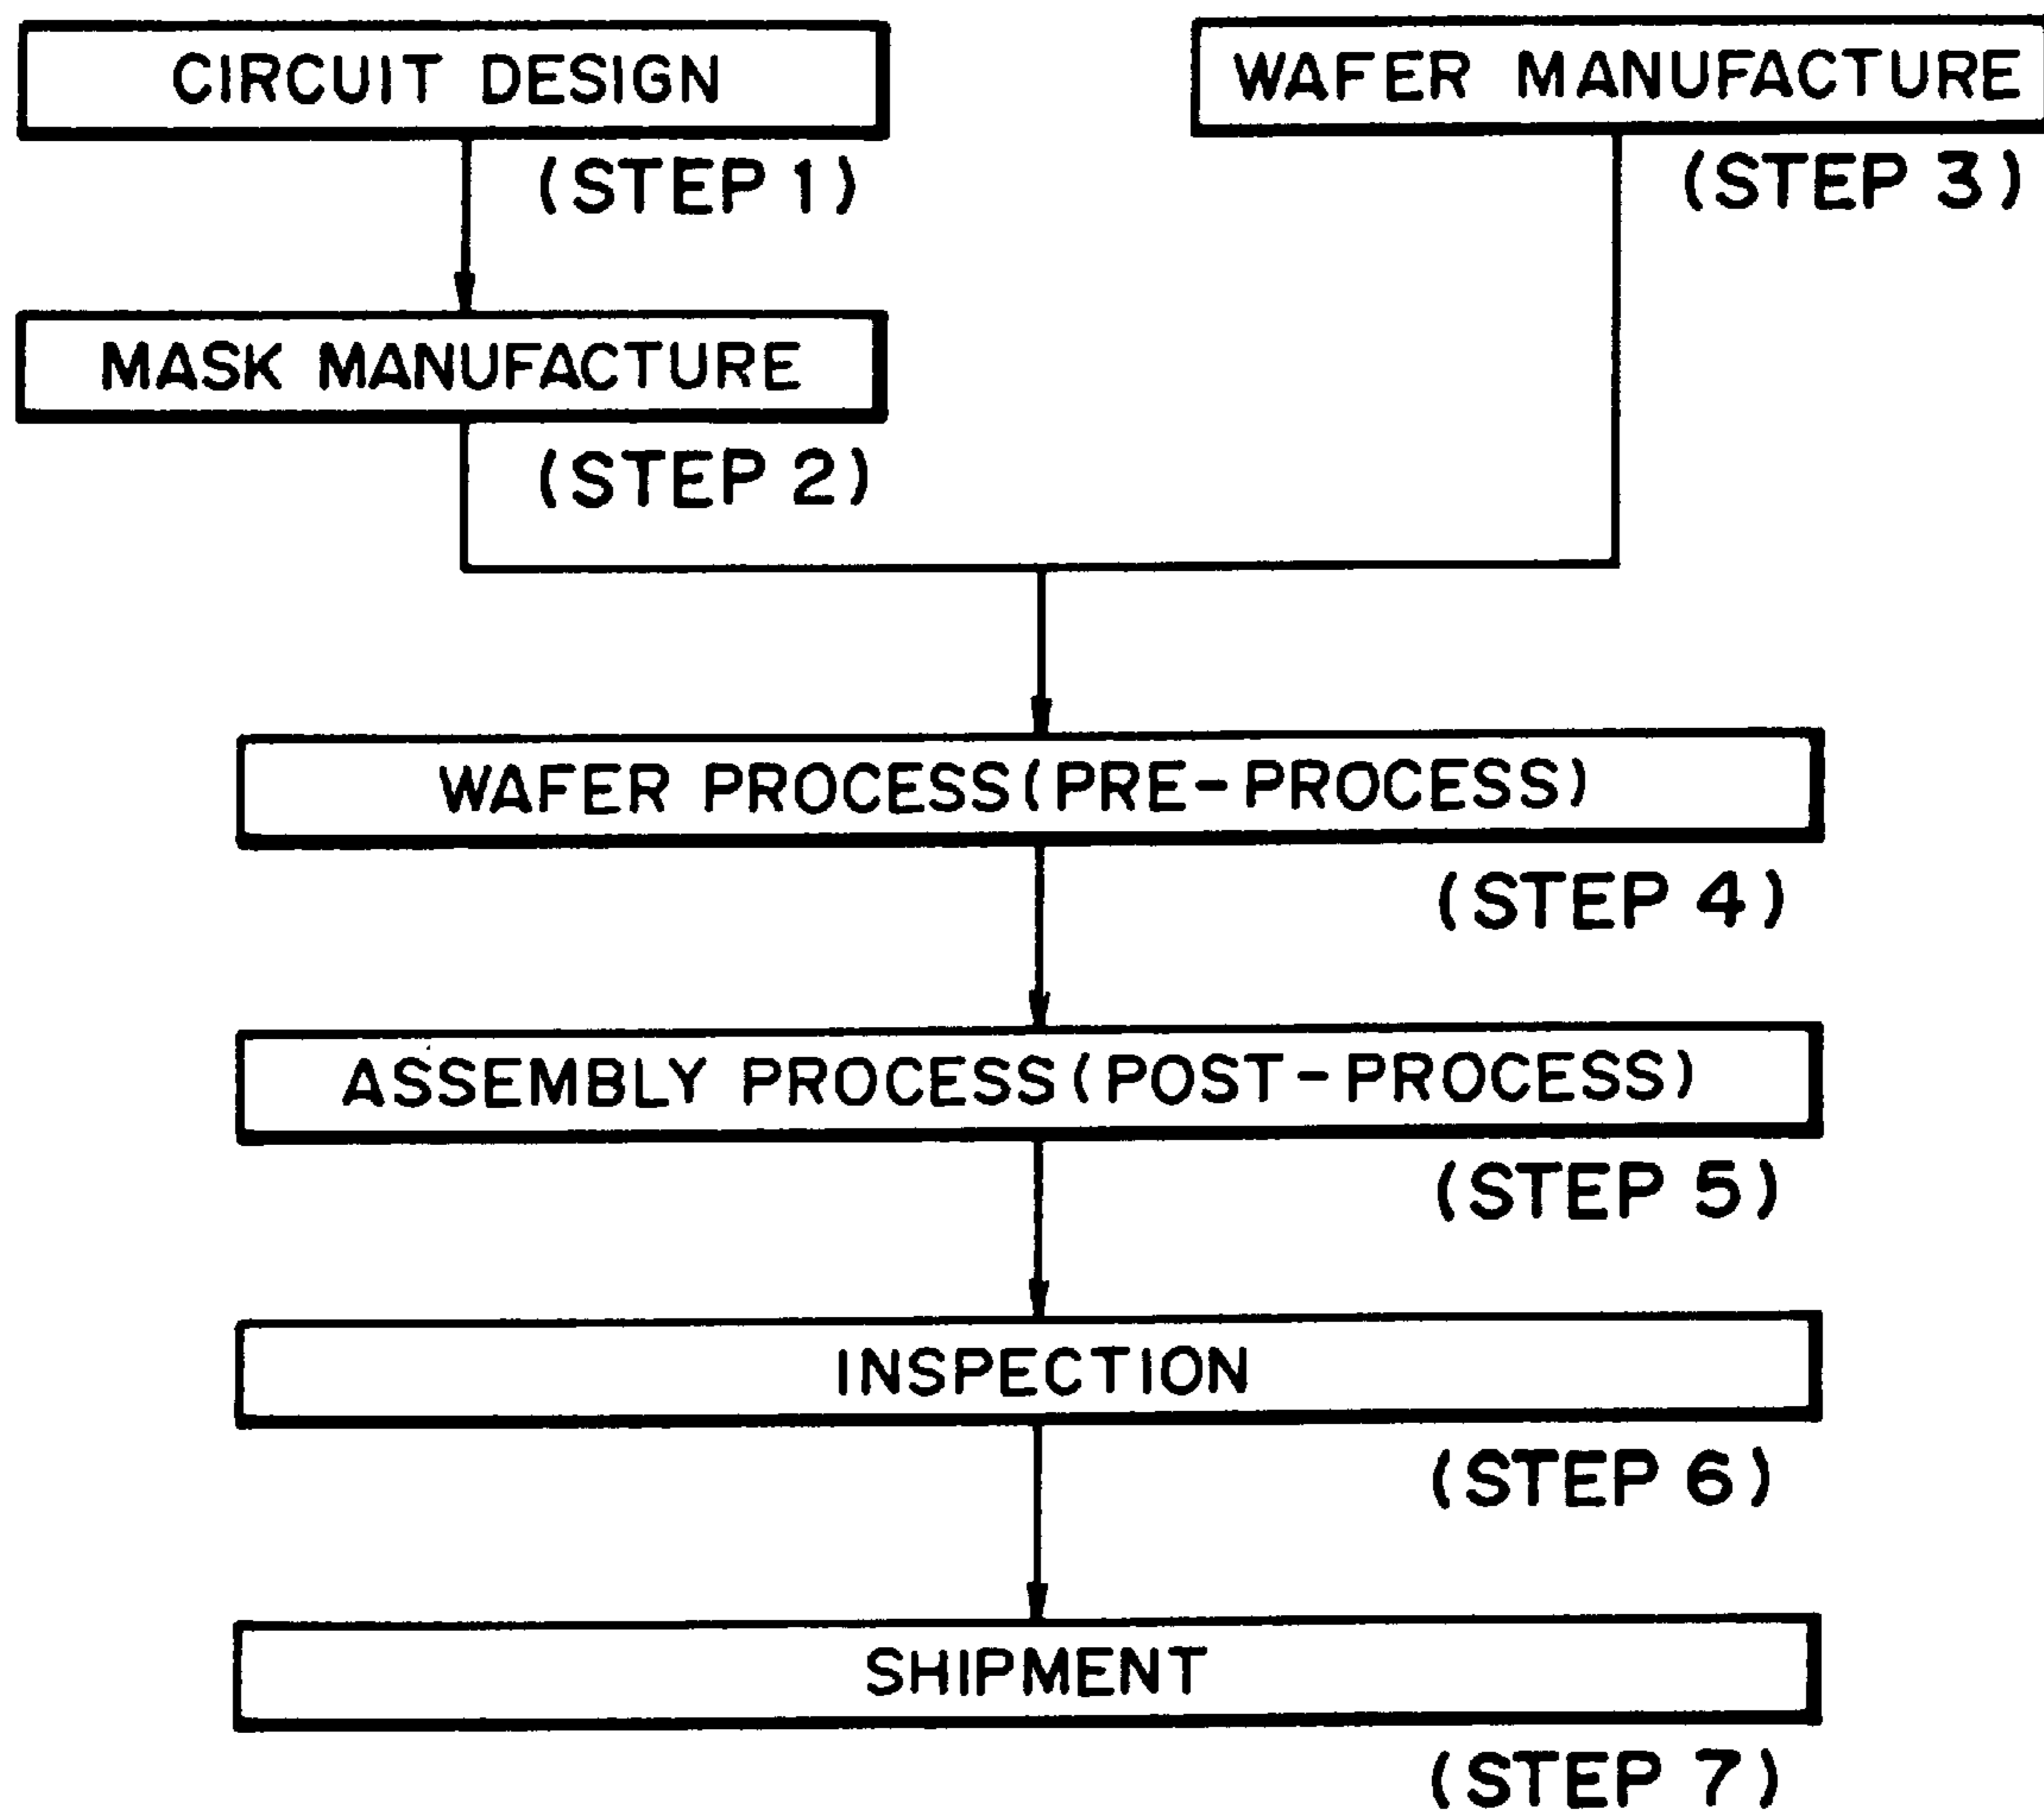 CIRCUIT DESIGN
(STEP 1)
MASK MANUFACTURE
(STEP 2)
WAFER MANUFACTURE
(STEP 3)
WAFER PROCESS(PRE-PROCESS)
(STEP 4)
ASSEMBLY PROCESS(POST-PROCESS)
(STEP 5)
INSPECTION
(STEP 6)
SHIPMENT
(STEP 7)